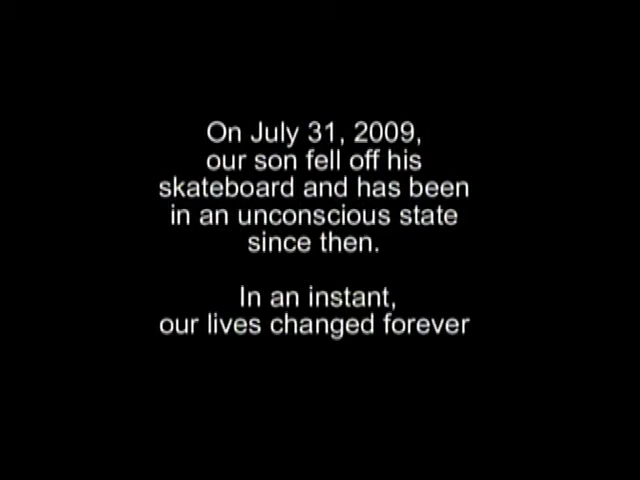 On July 31, 2009,
our son fell off his
skateboard and has been
in an unconscious state
since then.
In an instant,
our lives changed forever